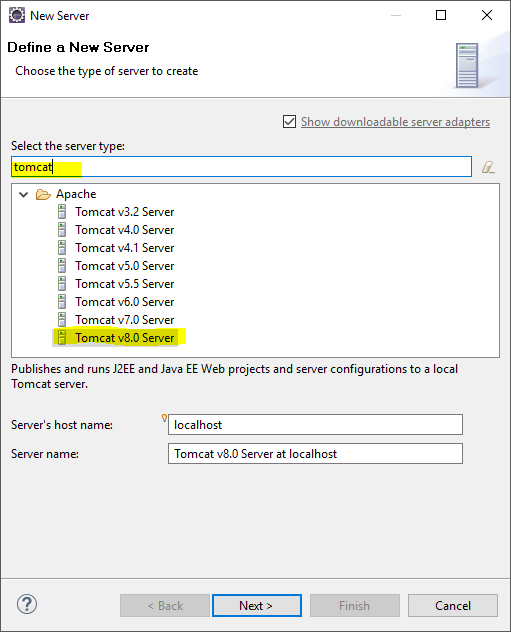 New Server
Define a New Server
Choose the type of server to create
Show downloadable server adapters
Select the server type:
tomcat
Apache
Tomcat v3.2 Server
Tomcat v4.0 Server
Tomcat v4.1 Server
Tomcat v5.0 Server
Tomcat v5.5 Server
Tomcat v6.0 Server
Tomcat v7.0 Server
Tomcat v8.0 Server
Publishes and runs J2EE and Java EE Web projects and server configurations to a local
Tomcat server.
Server's host name: localhost
Server name: Tomcat v8.0 Server at localhost
? < Back Next > Finish Cancel